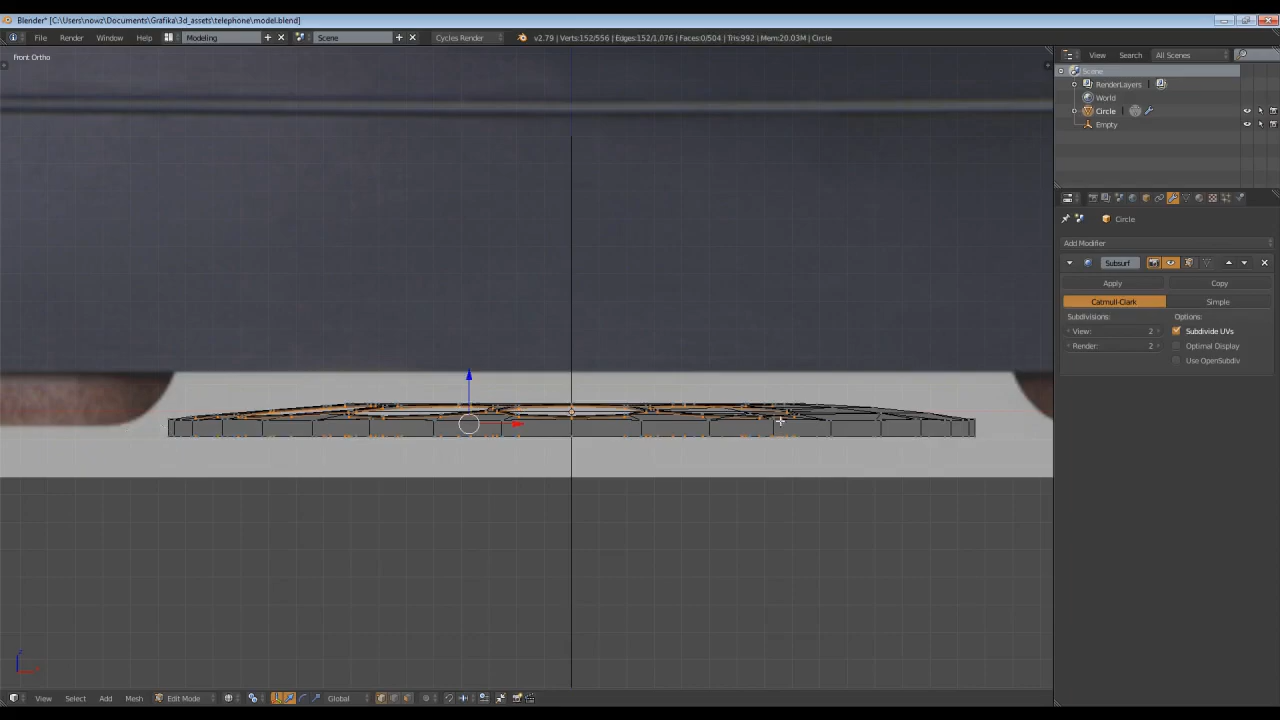 Blender* [C:\Users\nowz\Documents\Grafika\3d_assets\telephone\model.blend]
File Render Window Help Modeling Scene Cycles Render v2.79 | Verts:152/556 | Edges:152/1,076 | Faces:0/504 | Tris:992 | Mem:20.03M | Circle
Front Ortho
View Search All Scenes
Scene
RenderLayers
World
Circle
Empty
Circle
Add Modifier
Subsurf
Apply Copy
Catmull-Clark Simple
Subdivisions: Options:
View: 2 Subdivide UVs
Render: 2 Optimal Display
Use OpenSubdiv
View Select Add Mesh Edit Mode Global